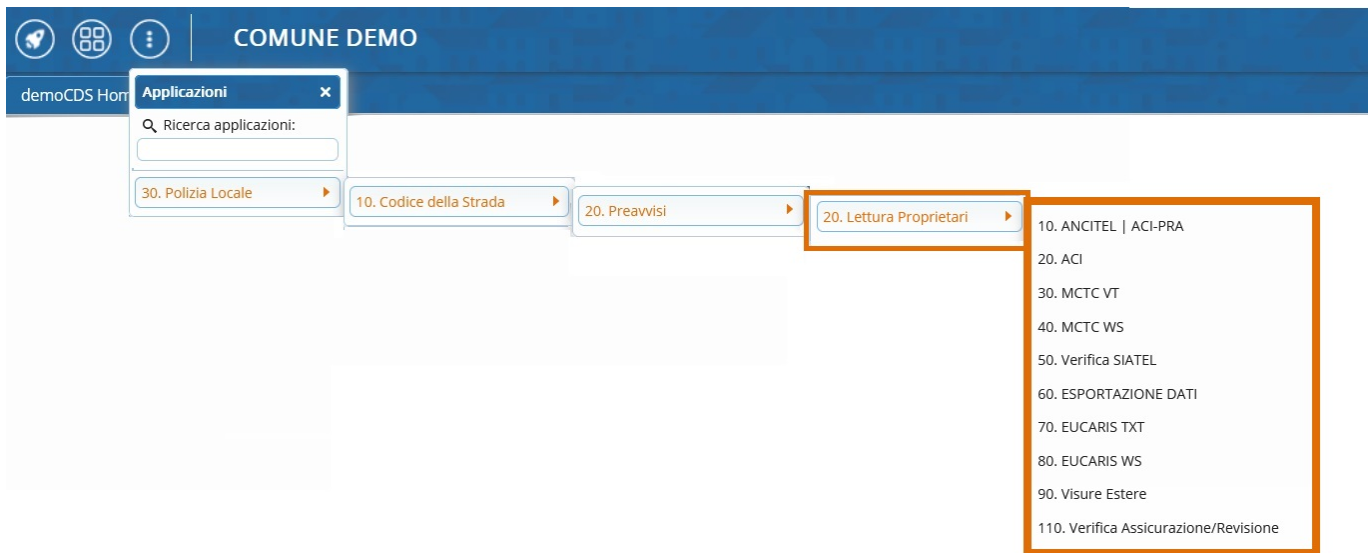 COMUNE DEMO
demoCDS Hom
Applicazioni
Ricerca applicazioni:
30. Polizia Locale
10. Codice della Strada
20. Preavvisi
20. Lettura Proprietari
10. ANCITEL | ACI-PRA
20. ACI
30. MCTC VT
40. MCTC WS
50. Verifica SIATEL
60. ESPORTAZIONE DATI
70. EUCARIS TXT
80. EUCARIS WS
90. Visure Estere
110. Verifica Assicurazione/Revisione